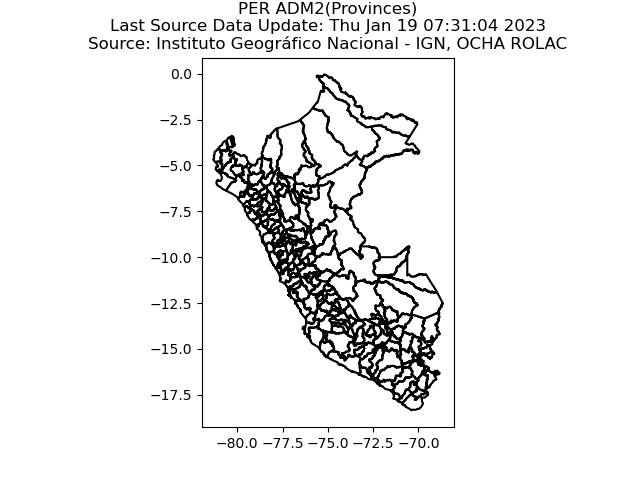 PER ADM2(Provinces)
Last Source Data Update: Thu Jan 19 07:31:04 2023
Source: Instituto Geográfico Nacional - IGN, OCHA ROLAC
0.0
−2.5
−5.0
−7.5
−10.0
−12.5
−15.0
−17.5
−80.0 −77.5 −75.0 −72.5 −70.0